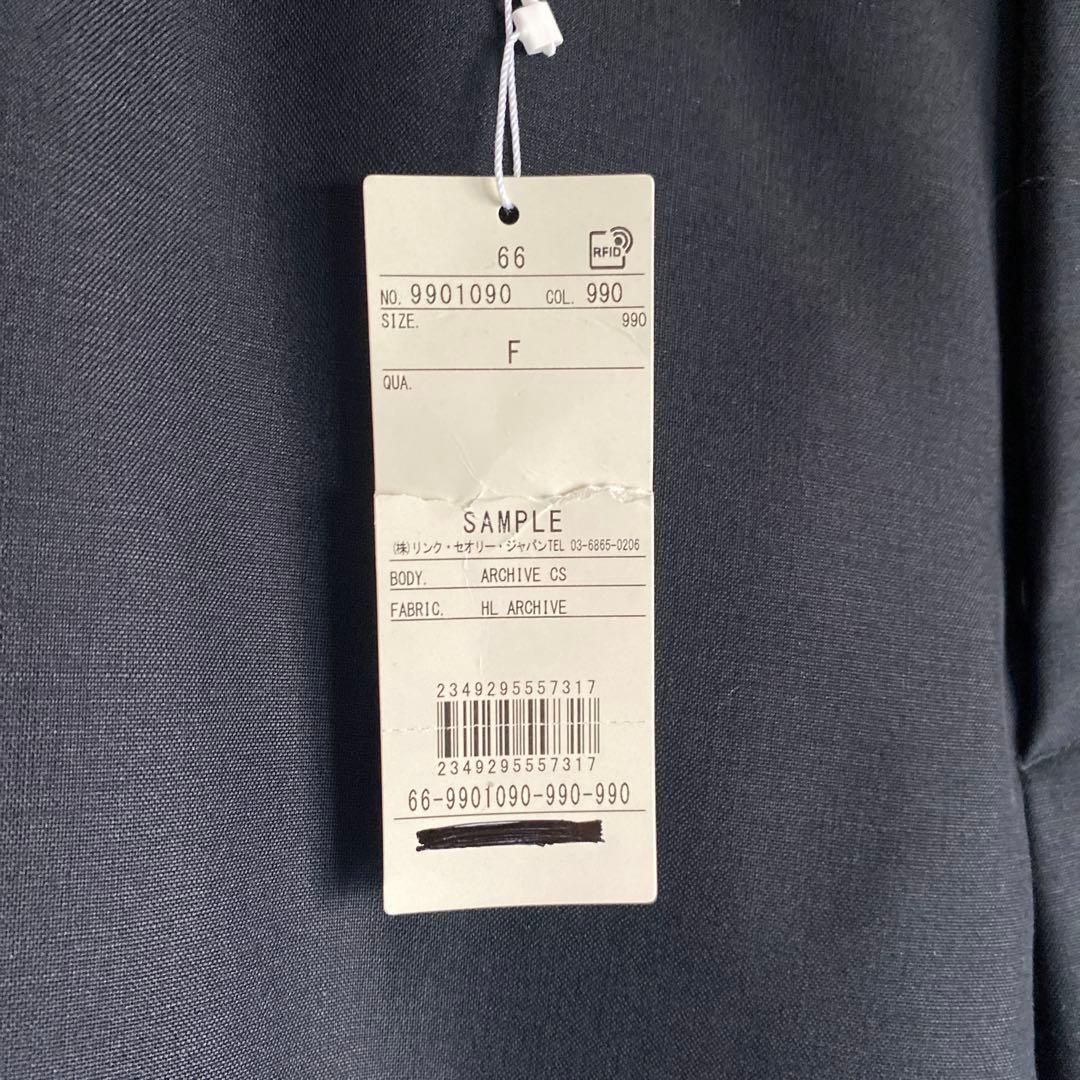 66
RFID
NO. 9901090 COL. 990
SIZE. 990
F
QUA.
SAMPLE
(株)リンク・セオリー・ジャパンTEL 03-6865-0206
BODY. ARCHIVE CS
FABRIC. HL ARCHIVE
2349295557317
2349295557317
66-9901090-990-990